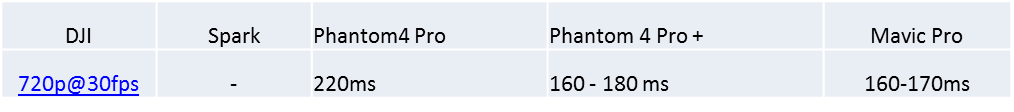 DJI Spark Phantom4 Pro Phantom 4 Pro + Mavic Pro
720p@30fps - 220ms 160 - 180 ms 160-170ms